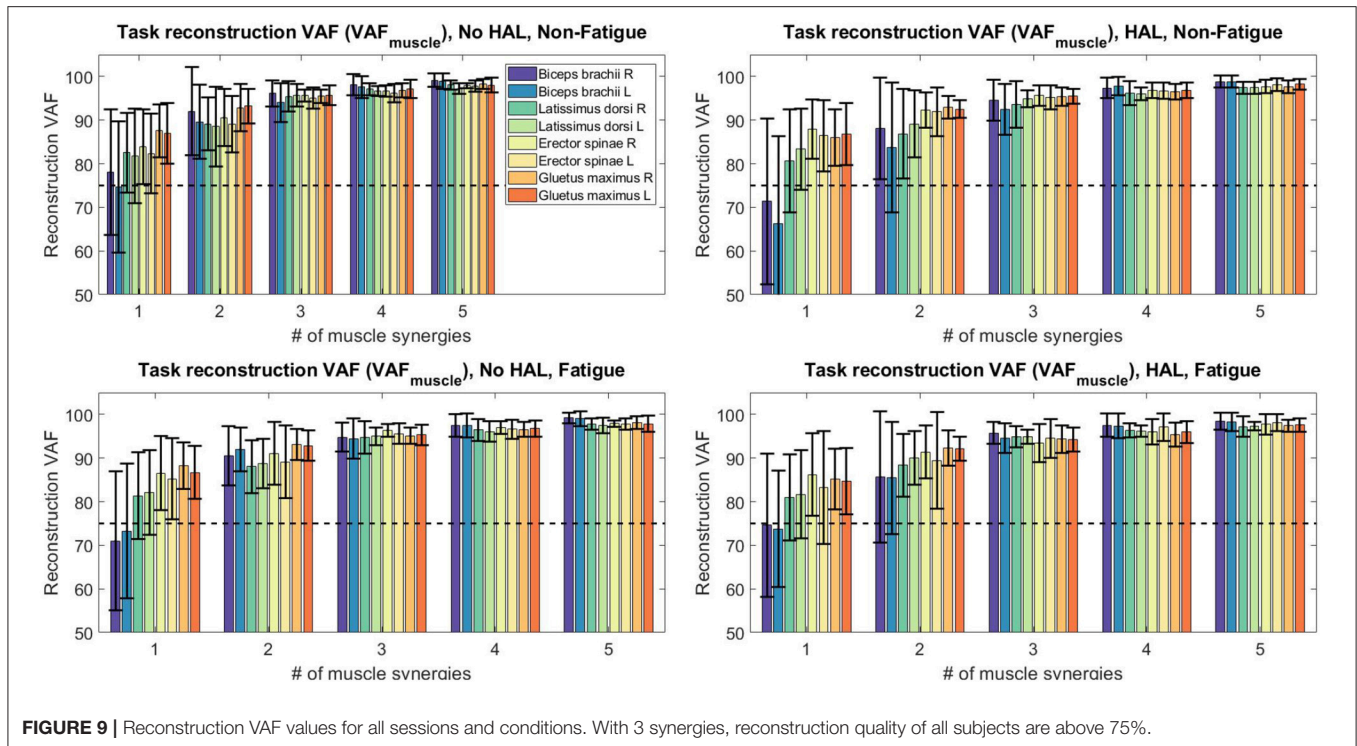 Task reconstruction VAF (VAF_muscle), No HAL, Non-Fatigue
100
90
80
70
60
50
Reconstruction VAF
Biceps brachii R
Biceps brachii L
Latissimus dorsi R
Latissimus dorsi L
Erector spinae R
Erector spinae L
Gluetus maximus R
Gluetus maximus L
1 2 3 4 5
# of muscle synergies
Task reconstruction VAF (VAF_muscle), HAL, Non-Fatigue
100
90
80
70
60
50
Reconstruction VAF
1 2 3 4 5
# of muscle synergies
Task reconstruction VAF (VAF_muscle), No HAL, Fatigue
100
90
80
70
60
50
Reconstruction VAF
1 2 3 4 5
# of muscle synergies
Task reconstruction VAF (VAF_muscle), HAL, Fatigue
100
90
80
70
60
50
Reconstruction VAF
1 2 3 4 5
# of muscle synergies
FIGURE 9 | Reconstruction VAF values for all sessions and conditions. With 3 synergies, reconstruction quality of all subjects are above 75%.